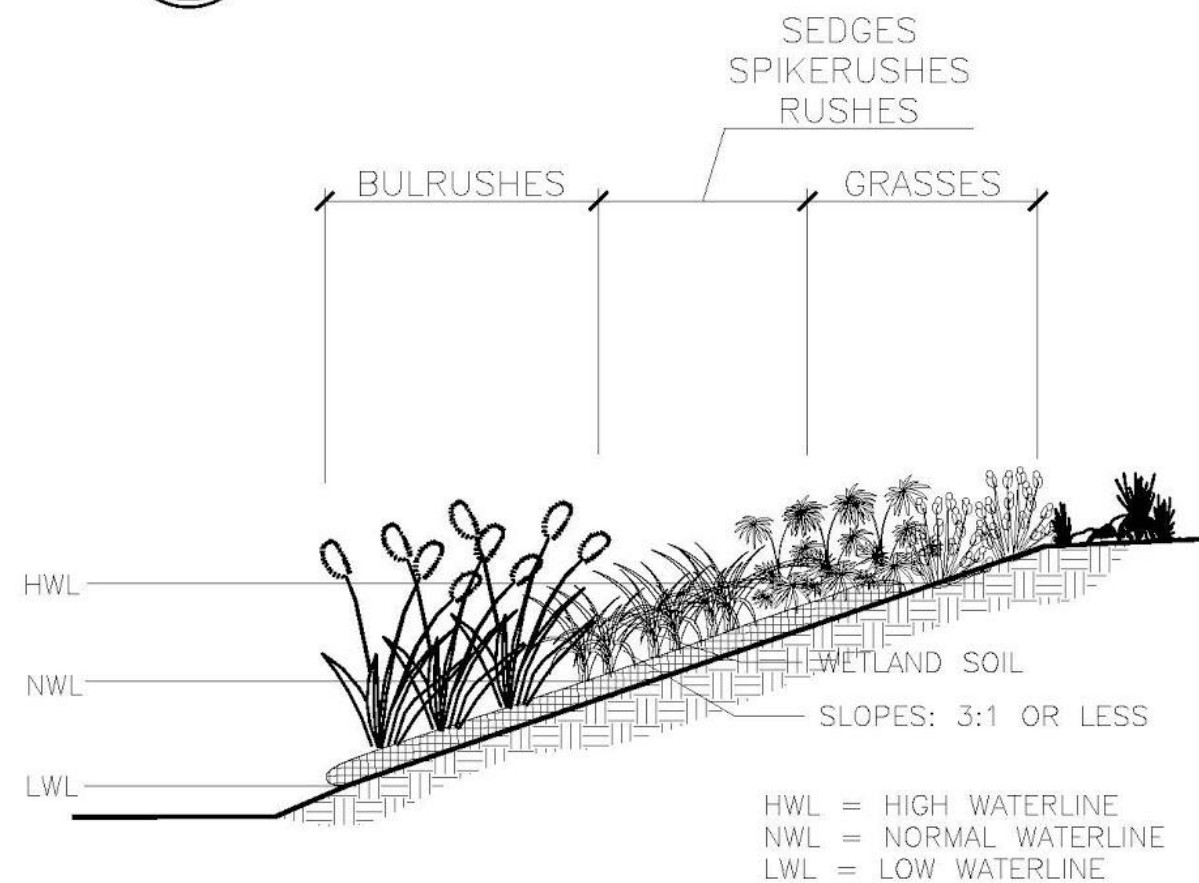 SEDGES
SPIKERUSHES
RUSHES
BULRUSHES
GRASSES
HWL
NWL
LWL
WETLAND SOIL
SLOPES: 3:1 OR LESS
HWL = HIGH WATERLINE
NWL = NORMAL WATERLINE
LWL = LOW WATERLINE